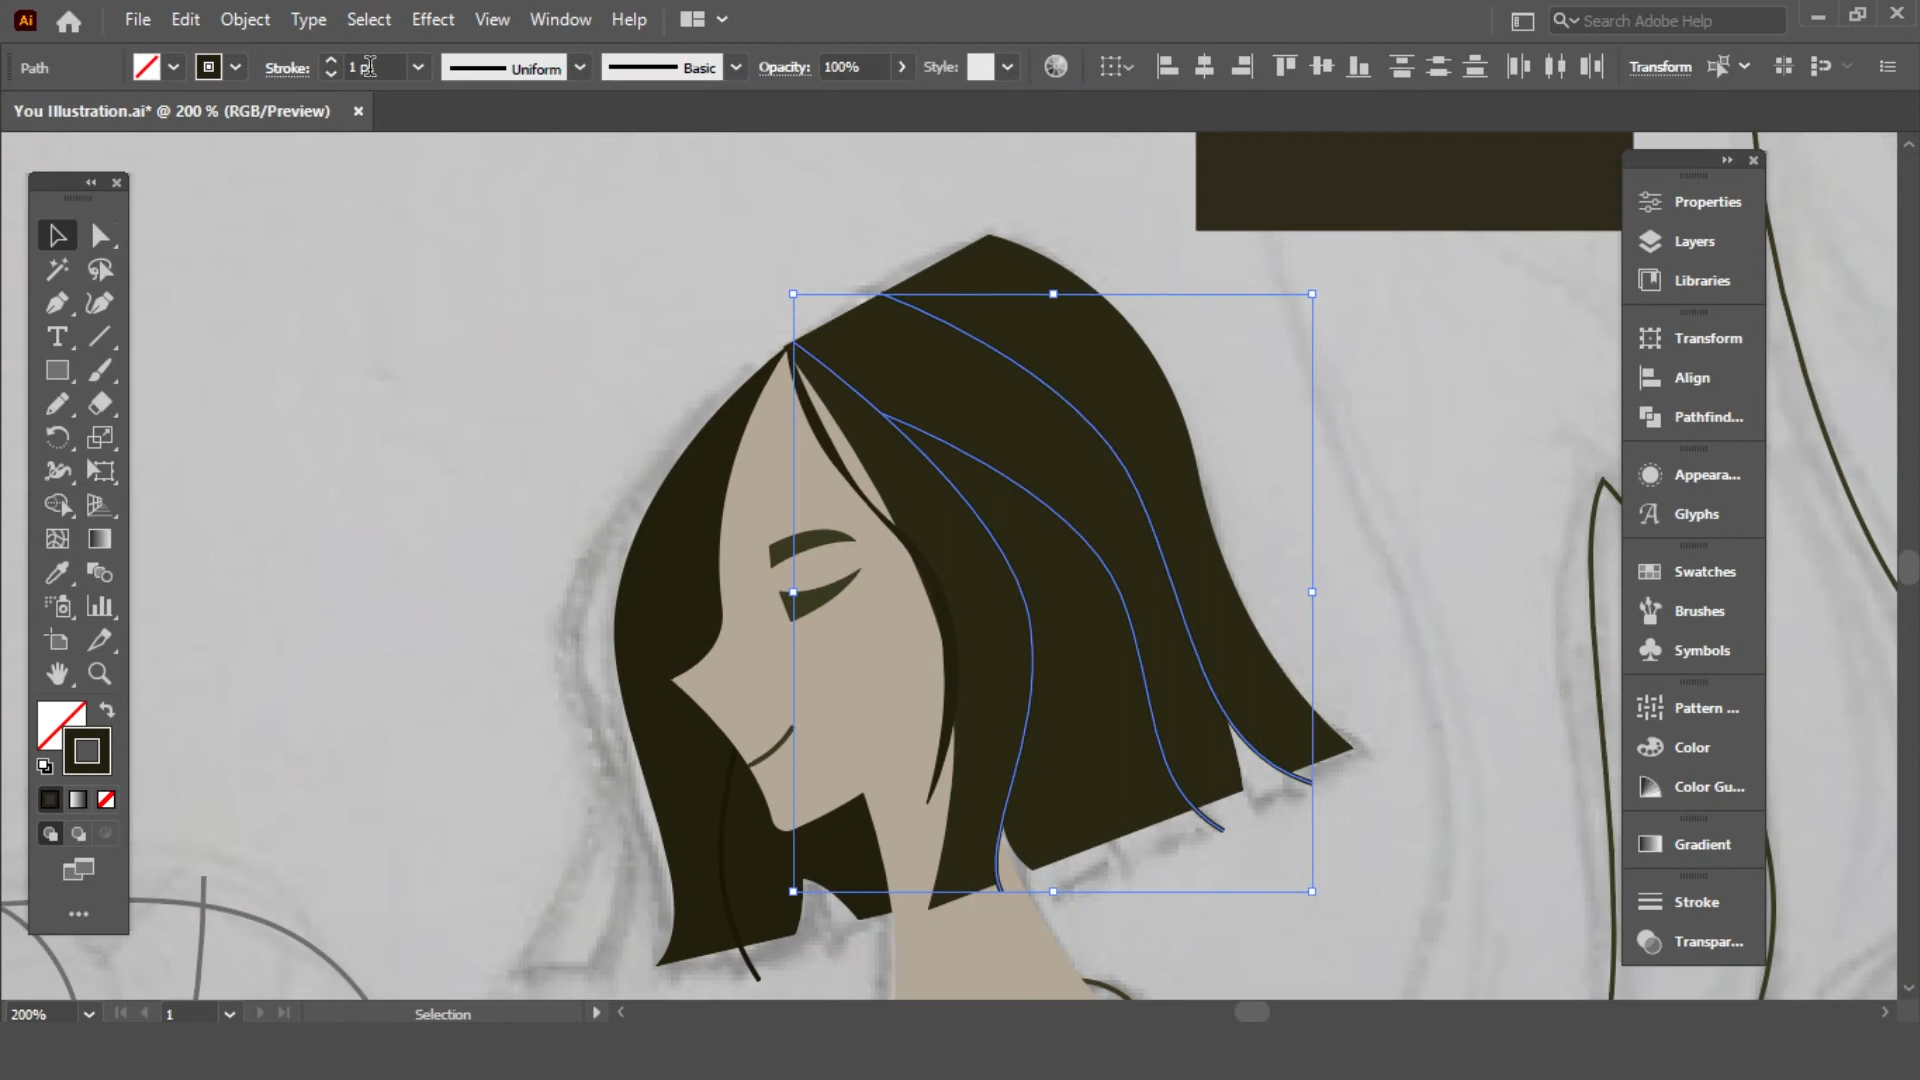 Ai File Edit Object Type Select Effect View Window Help Search Adobe Help
Path Stroke: 1 p Uniform Basic Opacity: 100% Style: Transform
You Illustration.ai* @ 200 % (RGB/Preview)
Properties
Layers
Libraries
Transform
Align
Pathfind...
Appeara...
Glyphs
Swatches
Brushes
Symbols
Pattern ...
Color
Color Gu...
Gradient
Stroke
Transpar...
200% 1 Selection